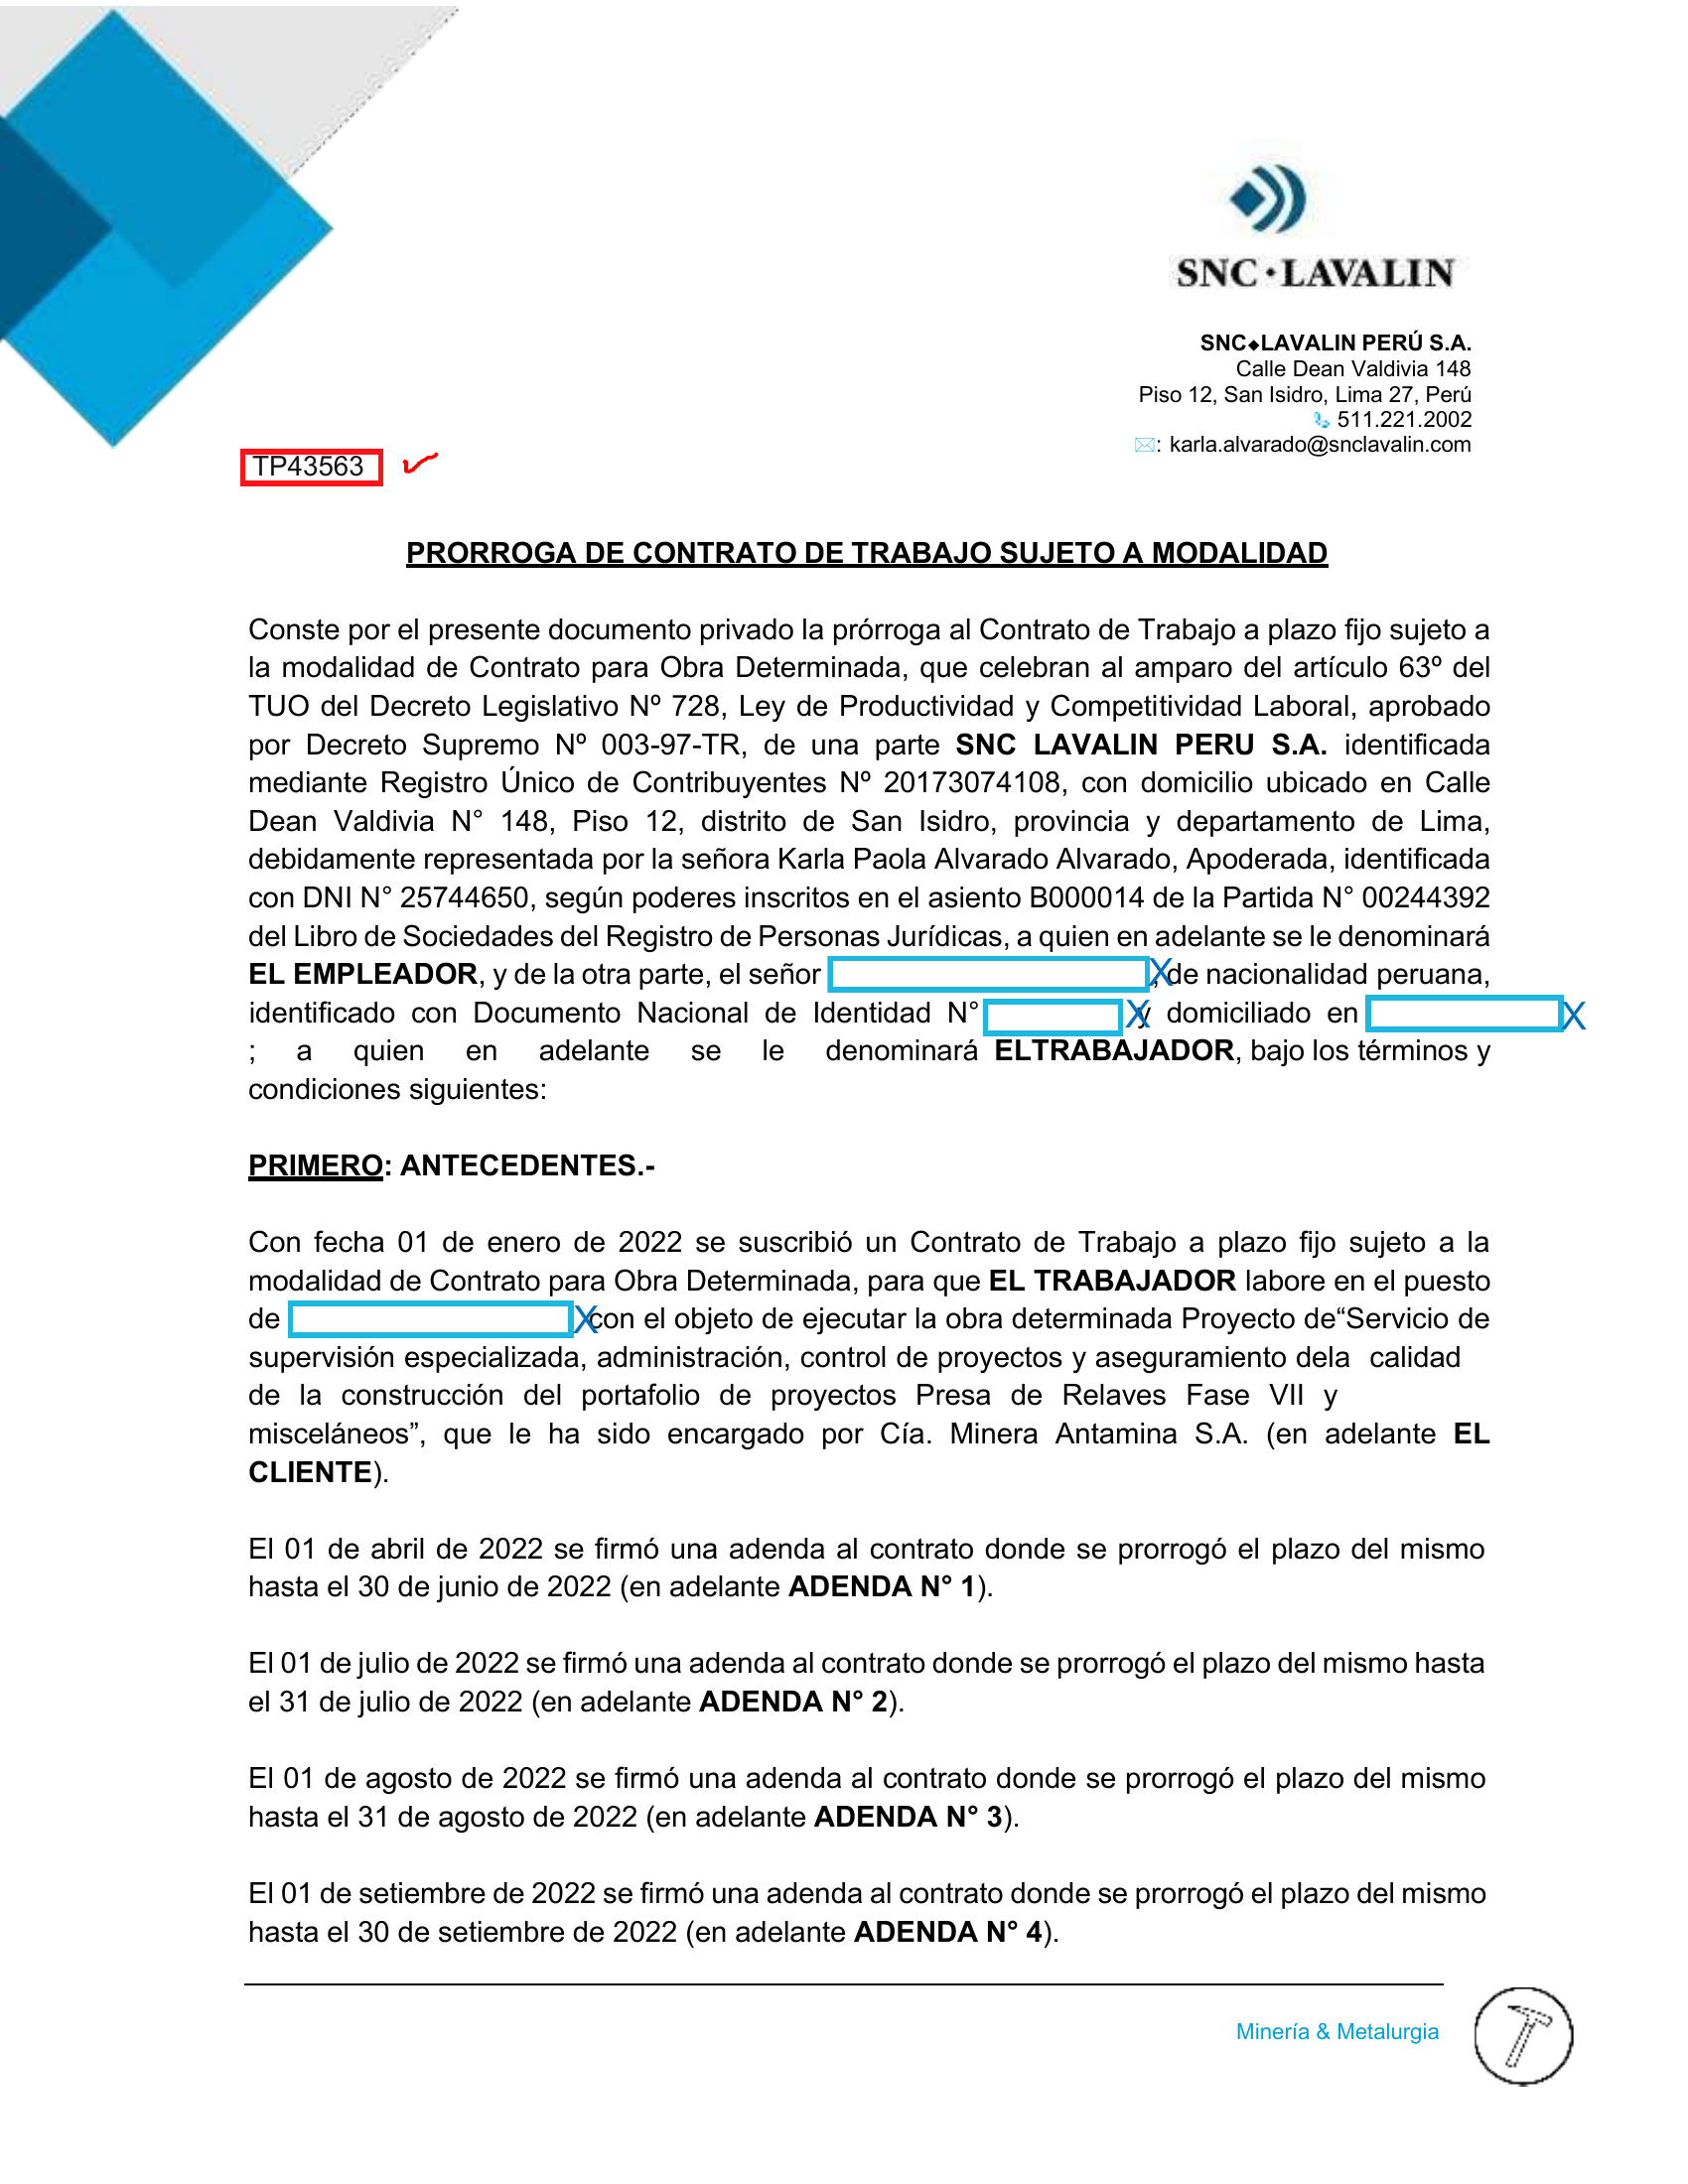 SNC·LAVALIN
SNC◆LAVALIN PERÚ S.A.
Calle Dean Valdivia 148
Piso 12, San Isidro, Lima 27, Perú
511.221.2002
: karla.alvarado@snclavalin.com
TP43563
PRORROGA DE CONTRATO DE TRABAJO SUJETO A MODALIDAD
Conste por el presente documento privado la prórroga al Contrato de Trabajo a plazo fijo sujeto a
la modalidad de Contrato para Obra Determinada, que celebran al amparo del artículo 63º del
TUO del Decreto Legislativo Nº 728, Ley de Productividad y Competitividad Laboral, aprobado
por Decreto Supremo Nº 003-97-TR, de una parte SNC LAVALIN PERU S.A. identificada
mediante Registro Único de Contribuyentes Nº 20173074108, con domicilio ubicado en Calle
Dean Valdivia N° 148, Piso 12, distrito de San Isidro, provincia y departamento de Lima,
debidamente representada por la señora Karla Paola Alvarado Alvarado, Apoderada, identificada
con DNI N° 25744650, según poderes inscritos en el asiento B000014 de la Partida N° 00244392
del Libro de Sociedades del Registro de Personas Jurídicas, a quien en adelante se le denominará
EL EMPLEADOR, y de la otra parte, el señor X, de nacionalidad peruana,
identificado con Documento Nacional de Identidad N° X y domiciliado en X
; a quien en adelante se le denominará ELTRABAJADOR, bajo los términos y
condiciones siguientes:
PRIMERO: ANTECEDENTES.-
Con fecha 01 de enero de 2022 se suscribió un Contrato de Trabajo a plazo fijo sujeto a la
modalidad de Contrato para Obra Determinada, para que EL TRABAJADOR labore en el puesto
de X con el objeto de ejecutar la obra determinada Proyecto de“Servicio de
supervisión especializada, administración, control de proyectos y aseguramiento dela calidad
de la construcción del portafolio de proyectos Presa de Relaves Fase VII y
misceláneos”, que le ha sido encargado por Cía. Minera Antamina S.A. (en adelante EL
CLIENTE).
El 01 de abril de 2022 se firmó una adenda al contrato donde se prorrogó el plazo del mismo
hasta el 30 de junio de 2022 (en adelante ADENDA N° 1).
El 01 de julio de 2022 se firmó una adenda al contrato donde se prorrogó el plazo del mismo hasta
el 31 de julio de 2022 (en adelante ADENDA N° 2).
El 01 de agosto de 2022 se firmó una adenda al contrato donde se prorrogó el plazo del mismo
hasta el 31 de agosto de 2022 (en adelante ADENDA N° 3).
El 01 de setiembre de 2022 se firmó una adenda al contrato donde se prorrogó el plazo del mismo
hasta el 30 de setiembre de 2022 (en adelante ADENDA N° 4).
Minería & Metalurgia